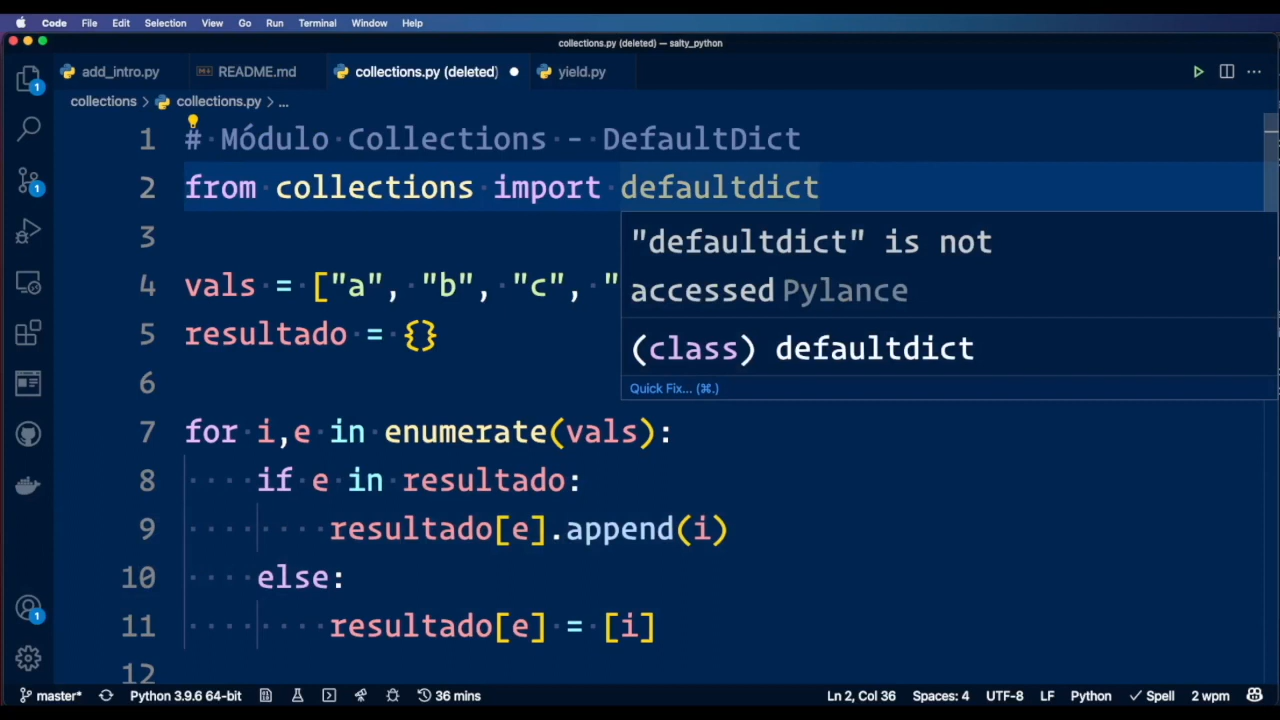 Code File Edit Selection View Go Run Terminal Window Help
collections.py (deleted) — salty_python
add_intro.py README.md collections.py (deleted) yield.py
collections > collections.py > ...
1 # Módulo Collections - DefaultDict
2 from collections import defaultdict
3
"defaultdict" is not
4 vals = ["a", "b", "c", "
accessed Pylance
5 resultado = {}
(class) defaultdict
6
Quick Fix... (⌘.)
7 for i,e in enumerate(vals):
8 if e in resultado:
9 resultado[e].append(i)
10 else:
11 resultado[e] = [i]
12
1
1
1
master* Python 3.9.6 64-bit 36 mins Ln 2, Col 36 Spaces: 4 UTF-8 LF Python Spell 2 wpm